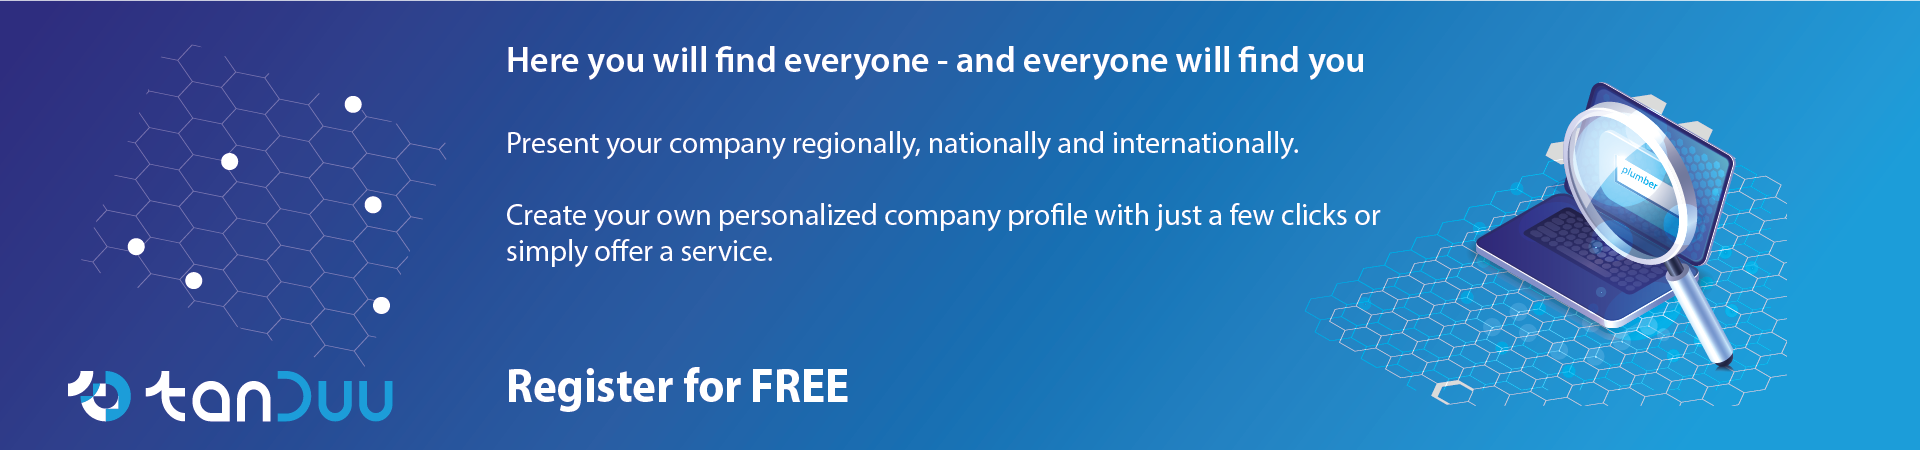 Here you will find everyone - and everyone will find you
Present your company regionally, nationally and internationally.
Create your own personalized company profile with just a few clicks or
simply offer a service.
plumber
Register for FREE
tanDuu